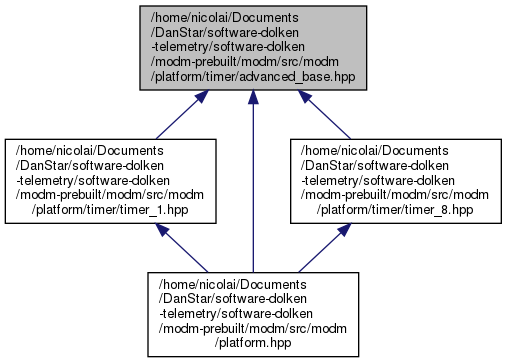 /home/nicolai/Documents
/DanStar/software-dolken
-telemetry/software-dolken
/modm-prebuilt/modm/src/modm
/platform/timer/advanced_base.hpp
/home/nicolai/Documents
/DanStar/software-dolken
-telemetry/software-dolken
/modm-prebuilt/modm/src/modm
/platform/timer/timer_1.hpp
/home/nicolai/Documents
/DanStar/software-dolken
-telemetry/software-dolken
/modm-prebuilt/modm/src/modm
/platform/timer/timer_8.hpp
/home/nicolai/Documents
/DanStar/software-dolken
-telemetry/software-dolken
/modm-prebuilt/modm/src/modm
/platform.hpp